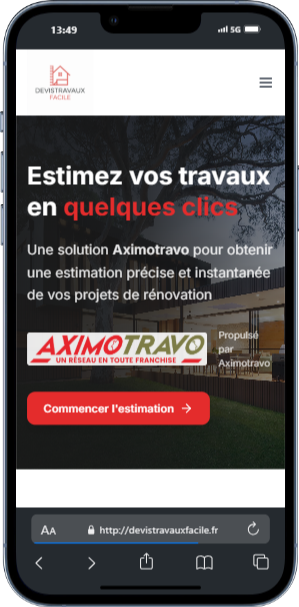 13:49
5G
DEVISTRAVAUX
FACILE
Estimez vos travaux
en quelques clics
Une solution Aximotravo pour obtenir
une estimation précise et instantanée
de vos projets de rénovation
AXIMOTRAVO
UN RÉSEAU EN TOUTE FRANCHISE
Propulsé
par
Aximotravo
Commencer l'estimation →
AA http://devistravauxfacile.fr